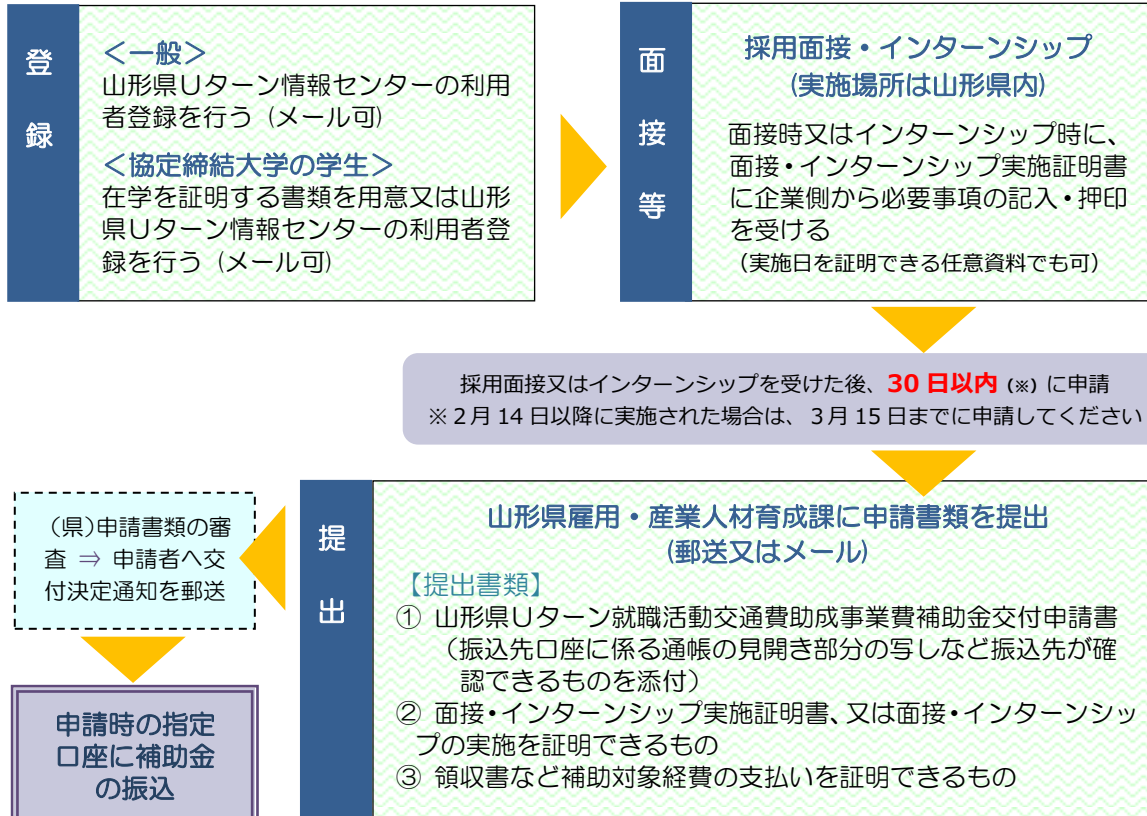 登録
<一般>
山形県Uターン情報センターの利用
者登録を行う (メール可)
<協定締結大学の学生>
在学を証明する書類を用意又は山形
県Uターン情報センターの利用者登
録を行う (メール可)
面接等
採用面接・インターンシップ
(実施場所は山形県内)
面接時又はインターンシップ時に、
面接・インターンシップ実施証明書
に企業側から必要事項の記入・押印
を受ける
（実施日を証明できる任意資料でも可）
採用面接又はインターンシップを受けた後、30 日以内 (※) に申請
※２月 14 日以降に実施された場合は、３月 15 日までに申請してください
提出
山形県雇用・産業人材育成課に申請書類を提出
(郵送又はメール)
【提出書類】
① 山形県Uターン就職活動交通費助成事業費補助金交付申請書
（振込先口座に係る通帳の見開き部分の写しなど振込先が確
認できるものを添付）
② 面接・インターンシップ実施証明書、又は面接・インターンシッ
プの実施を証明できるもの
③ 領収書など補助対象経費の支払いを証明できるもの
（県)申請書類の審
査 ⇒ 申請者へ交
付決定通知を郵送
申請時の指定
口座に補助金
の振込